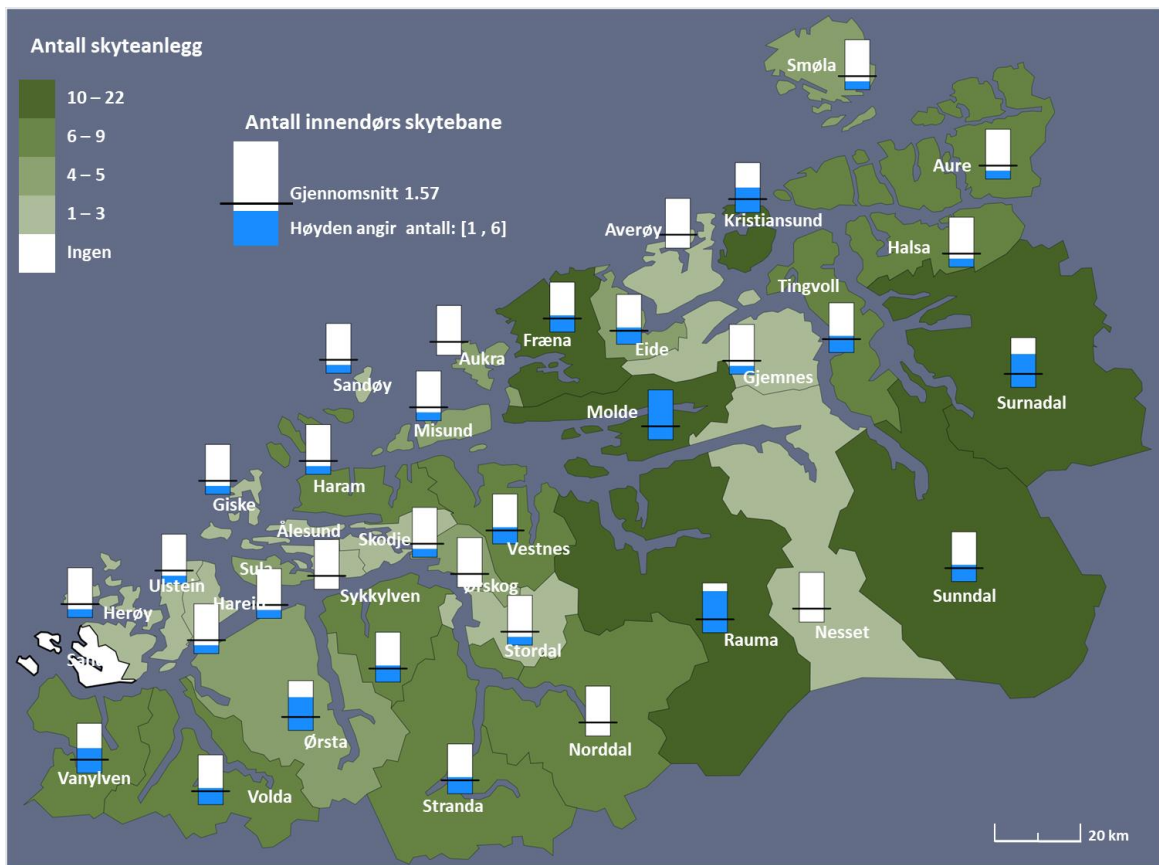 Antall skyteanlegg
10 – 22
6 – 9
4 – 5
1 – 3
Ingen
Antall innendørs skytebane
Gjennomsnitt 1.57
Høyden angir antall: [1 , 6]
Smøla
Aure
Kristiansund
Averøy
Halsa
Tingvoll
Fræna
Eide
Aukra
Sandøy
Gjemnes
Surnadal
Molde
Misund
Haram
Giske
Ålesund
Skodje
Vestnes
Sula
Ulstein
Ørskog
Hareid
Sykkylven
Herøy
Sunndal
Nesset
Rauma
Stordal
Ørsta
Norddal
Vanylven
Volda
Stranda
20 km